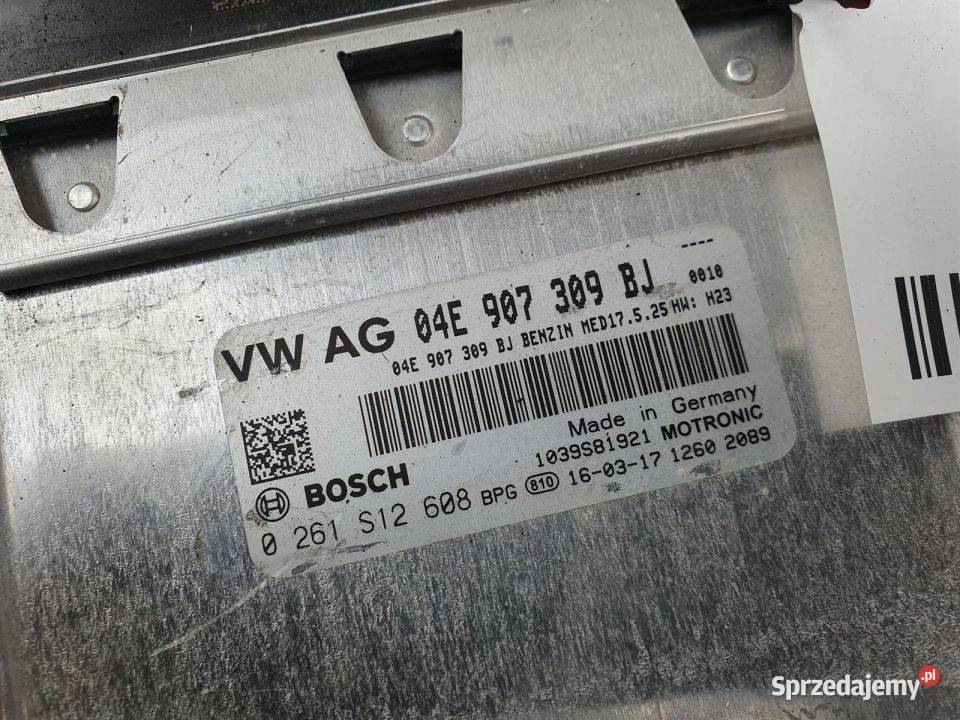 ----
VW AG 04E 907 309 BJ 0010
04E 907 309 BJ BENZIN MED17.5.25 HW: H23
Made in Germany
1039S81921 MOTRONIC
BOSCH
0 261 S12 608 BPG 810 16-03-17 1260 2089
Sprzedajemy.pl